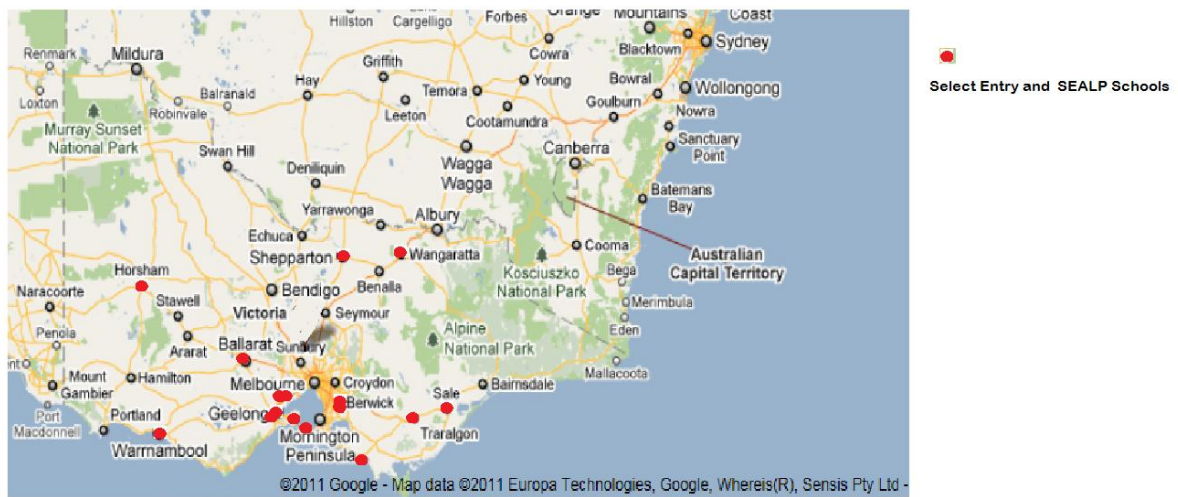 Hillston
Cargelligo
Forbes
Orange
Mountains
Coast
Renmark
Mildura
Griffith
Cowra
Blacktown
Sydney
Loxton
Hay
Balranald
Robinvale
Temora
Young
Bowral
Wollongong
Leeton
Cootamundra
Goulburn
Nowra
Murray Sunset
National Park
Swan Hill
Wagga
Wagga
Canberra
Sanctuary
Point
Deniliquin
Batemans
Bay
Yarrawonga
Albury
Echuca
Shepparton
Wangaratta
Cooma
Australian
Capital Territory
Horsham
Benalla
Kosciuszko
National Park
Bega
Naracoorte
Stawell
Bendigo
Merimbula
Victoria
Seymour
Eden
Penola
Ararat
Ballarat
Sunbury
Alpine
National Park
Mallacoota
Mount
Gambier
Hamilton
Melbourne
Croydon
Bairnsdale
Sale
Berwick
Port
Macdonnell
Portland
Geelong
Traralgon
Warrnambool
Mornington
Peninsula
©2011 Google - Map data ©2011 Europa Technologies, Google, Whereis(R), Sensis Pty Ltd -
Select Entry and SEALP Schools